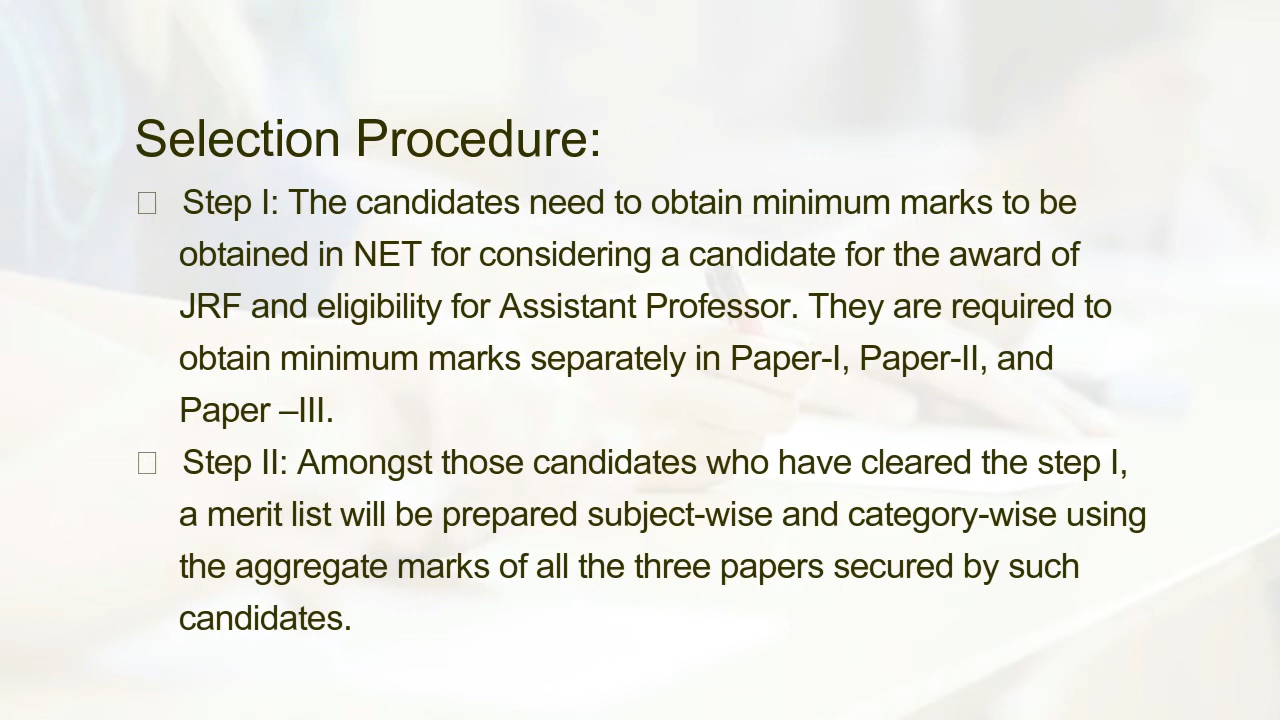 Selection Procedure:
Step I: The candidates need to obtain minimum marks to be
obtained in NET for considering a candidate for the award of
JRF and eligibility for Assistant Professor. They are required to
obtain minimum marks separately in Paper-I, Paper-II, and
Paper –III.
Step II: Amongst those candidates who have cleared the step I,
a merit list will be prepared subject-wise and category-wise using
the aggregate marks of all the three papers secured by such
candidates.